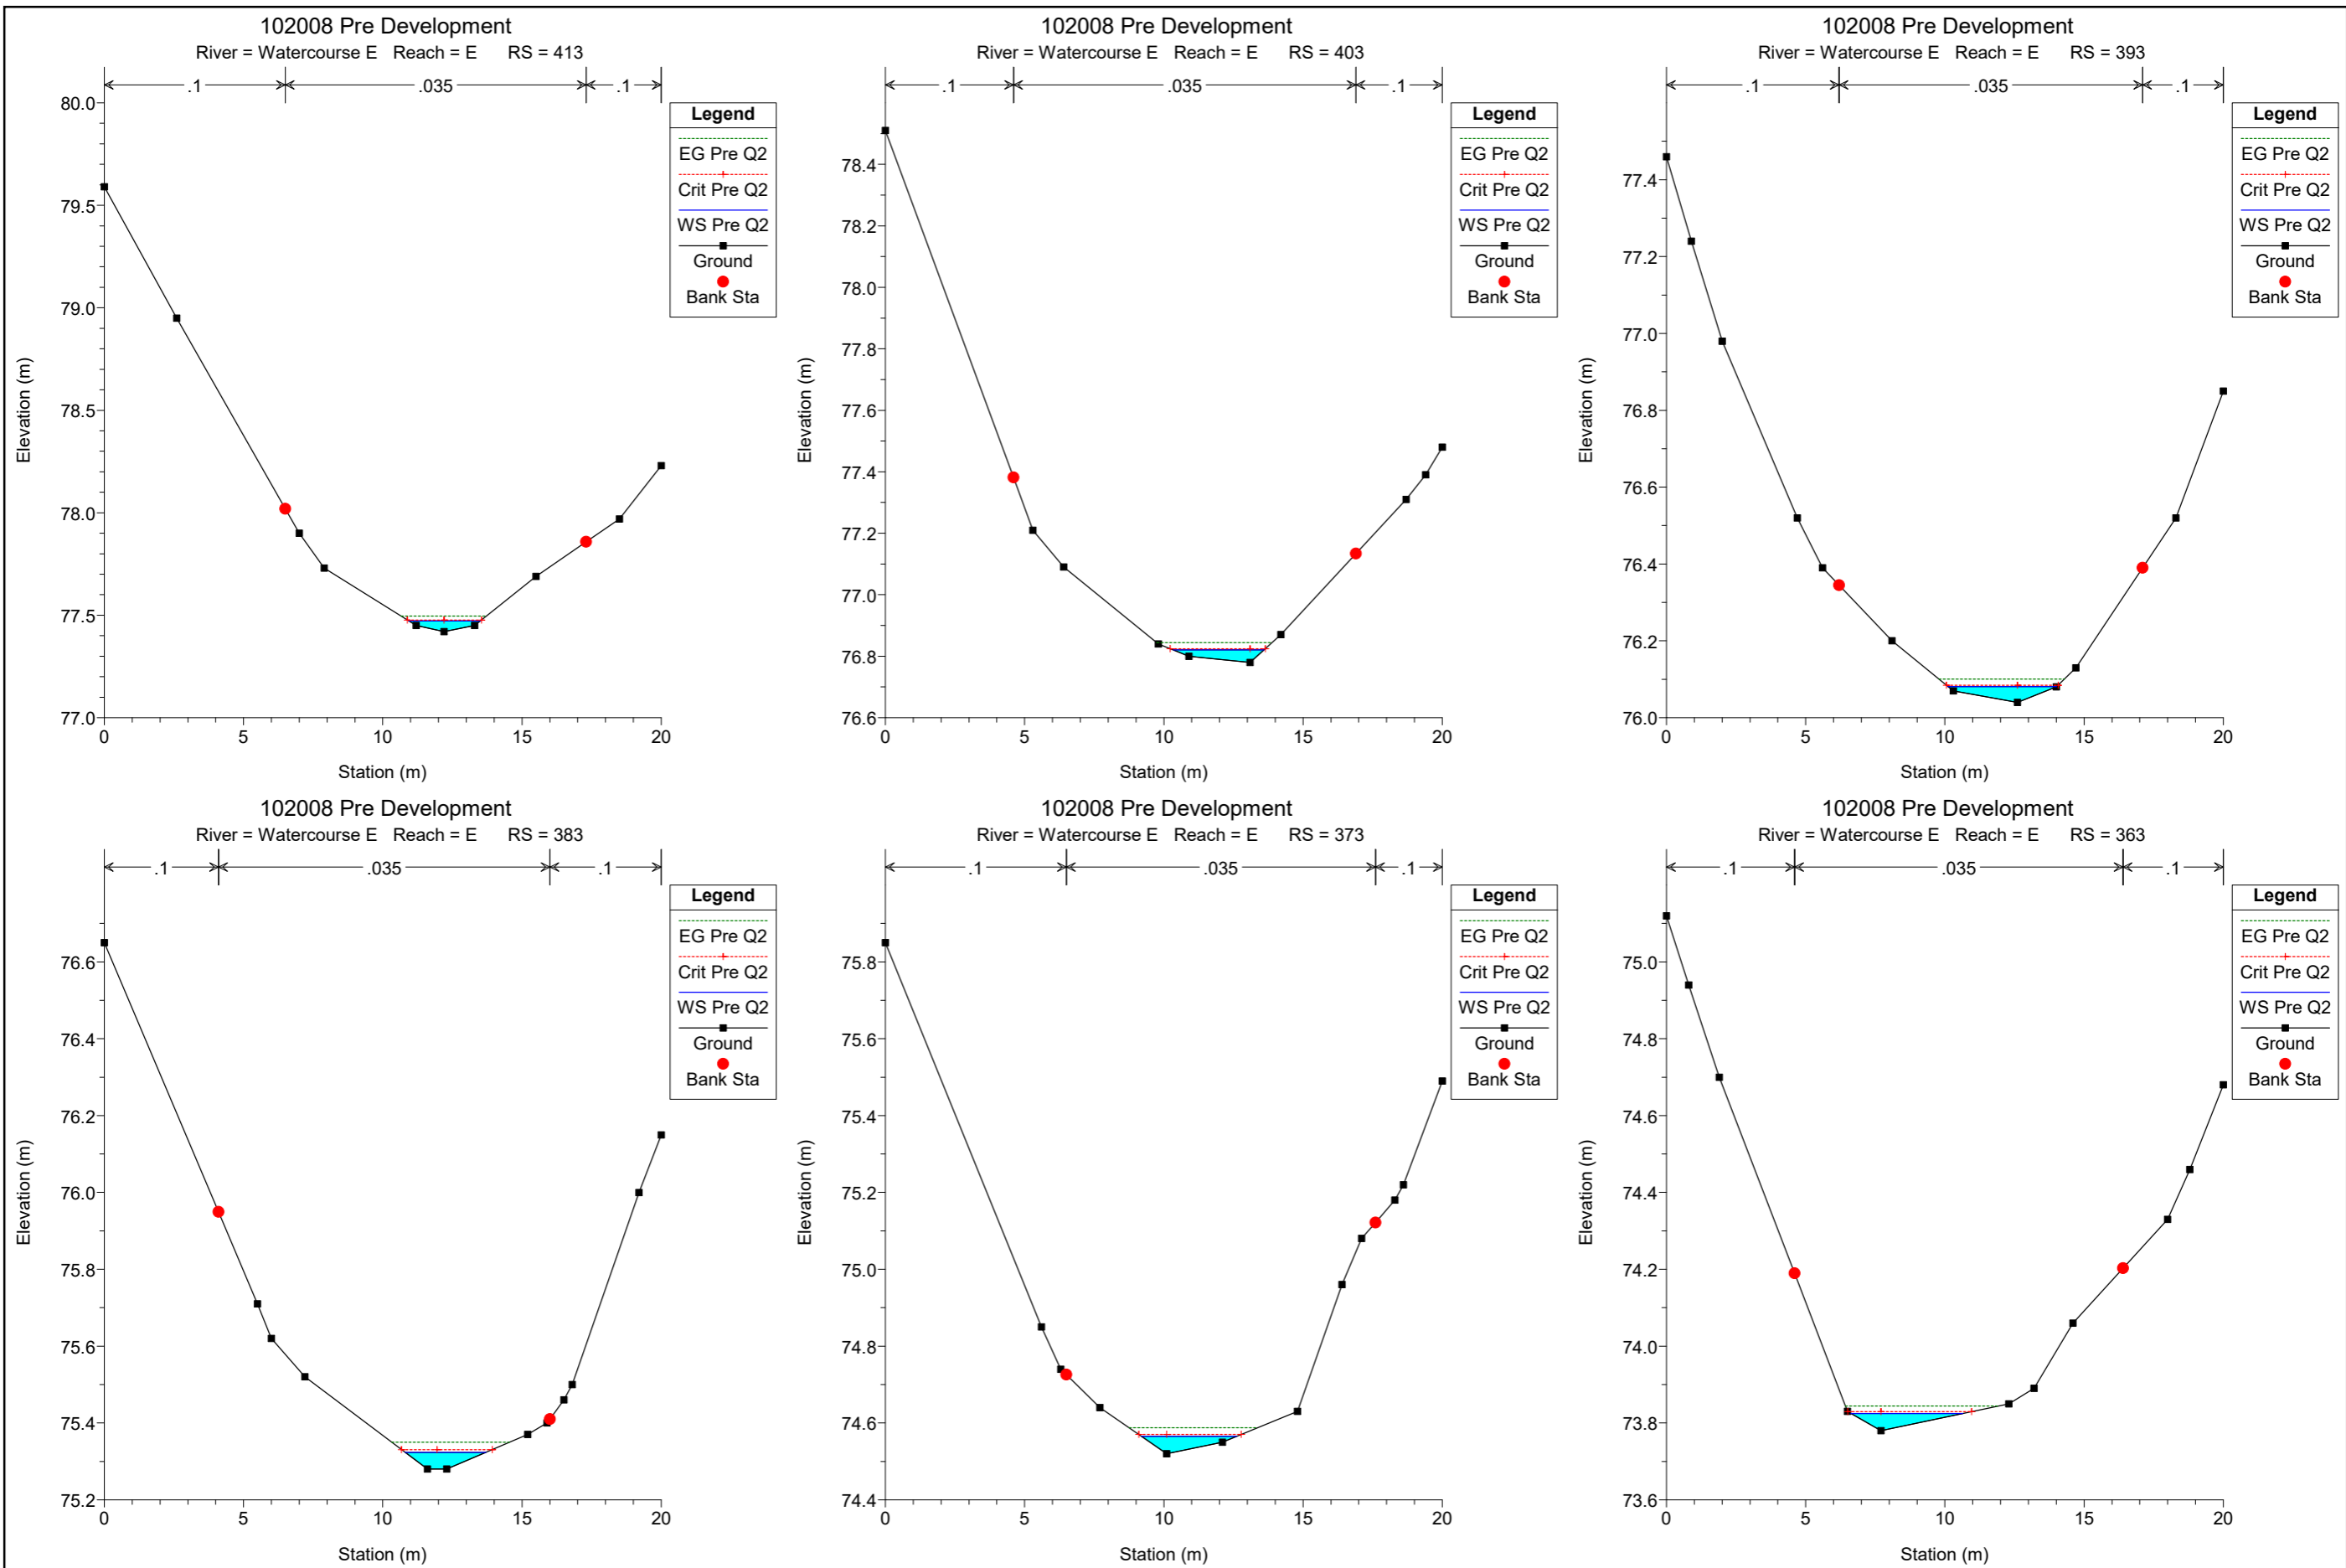 102008 Pre Development
River = Watercourse E Reach = E RS = 413
.1 .035 .1
80.0
79.5
79.0
78.5
78.0
77.5
77.0
Elevation (m)
0 5 10 15 20
Station (m)
Legend
EG Pre Q2
Crit Pre Q2
WS Pre Q2
Ground
Bank Sta
102008 Pre Development
River = Watercourse E Reach = E RS = 403
.1 .035 .1
78.4
78.2
78.0
77.8
77.6
77.4
77.2
77.0
76.8
76.6
Elevation (m)
0 5 10 15 20
Station (m)
Legend
EG Pre Q2
Crit Pre Q2
WS Pre Q2
Ground
Bank Sta
102008 Pre Development
River = Watercourse E Reach = E RS = 393
.1 .035 .1
77.4
77.2
77.0
76.8
76.6
76.4
76.2
76.0
Elevation (m)
0 5 10 15 20
Station (m)
Legend
EG Pre Q2
Crit Pre Q2
WS Pre Q2
Ground
Bank Sta
102008 Pre Development
River = Watercourse E Reach = E RS = 383
.1 .035 .1
76.6
76.4
76.2
76.0
75.8
75.6
75.4
75.2
Elevation (m)
0 5 10 15 20
Station (m)
Legend
EG Pre Q2
Crit Pre Q2
WS Pre Q2
Ground
Bank Sta
102008 Pre Development
River = Watercourse E Reach = E RS = 373
.1 .035 .1
75.8
75.6
75.4
75.2
75.0
74.8
74.6
74.4
Elevation (m)
0 5 10 15 20
Station (m)
Legend
EG Pre Q2
Crit Pre Q2
WS Pre Q2
Ground
Bank Sta
102008 Pre Development
River = Watercourse E Reach = E RS = 363
.1 .035 .1
75.0
74.8
74.6
74.4
74.2
74.0
73.8
73.6
Elevation (m)
0 5 10 15 20
Station (m)
Legend
EG Pre Q2
Crit Pre Q2
WS Pre Q2
Ground
Bank Sta